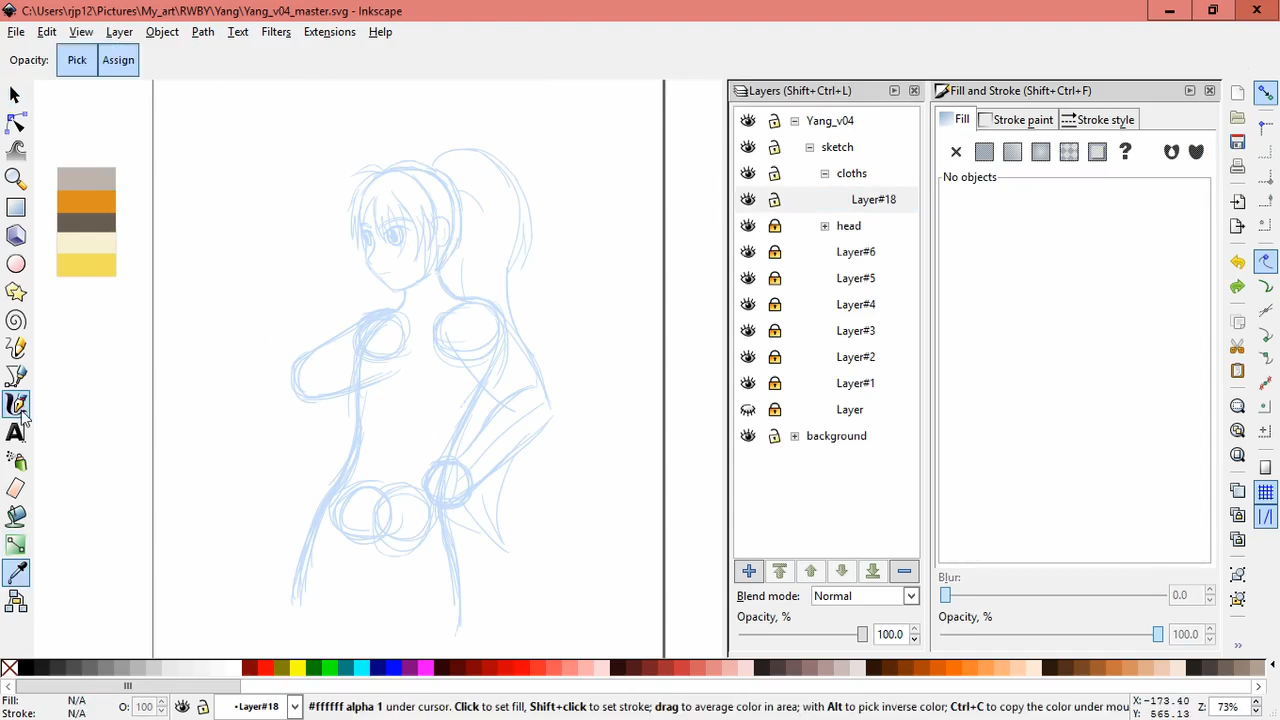 C:\Users\rjp12\Pictures\My_art\RWBY\Yang\Yang_v04_master.svg - Inkscape
File Edit View Layer Object Path Filters Text Extensions Help
Opacity: Pick Assign
Layers (Shift+Ctrl+L)
Yang_v04
sketch
cloths
Layer#18
head
Layer#6
Layer#5
Layer#4
Layer#3
Layer#2
Layer#1
Layer
background
Blend mode: Normal
Opacity, %
100.0
Fill and Stroke (Shift+Ctrl+F)
Fill Stroke paint Stroke style
No objects
Blur:
0.0
Opacity, %
100.0
Fill: N/A
Stroke: N/A
O: 100
•Layer#18
#ffffff alpha 1 under cursor. Click to set fill, Shift+click to set stroke; drag to average color in area; with Alt to pick inverse color; Ctrl+C to copy the color under mou
X: -173.40
Y: 565.13
Z: 73%